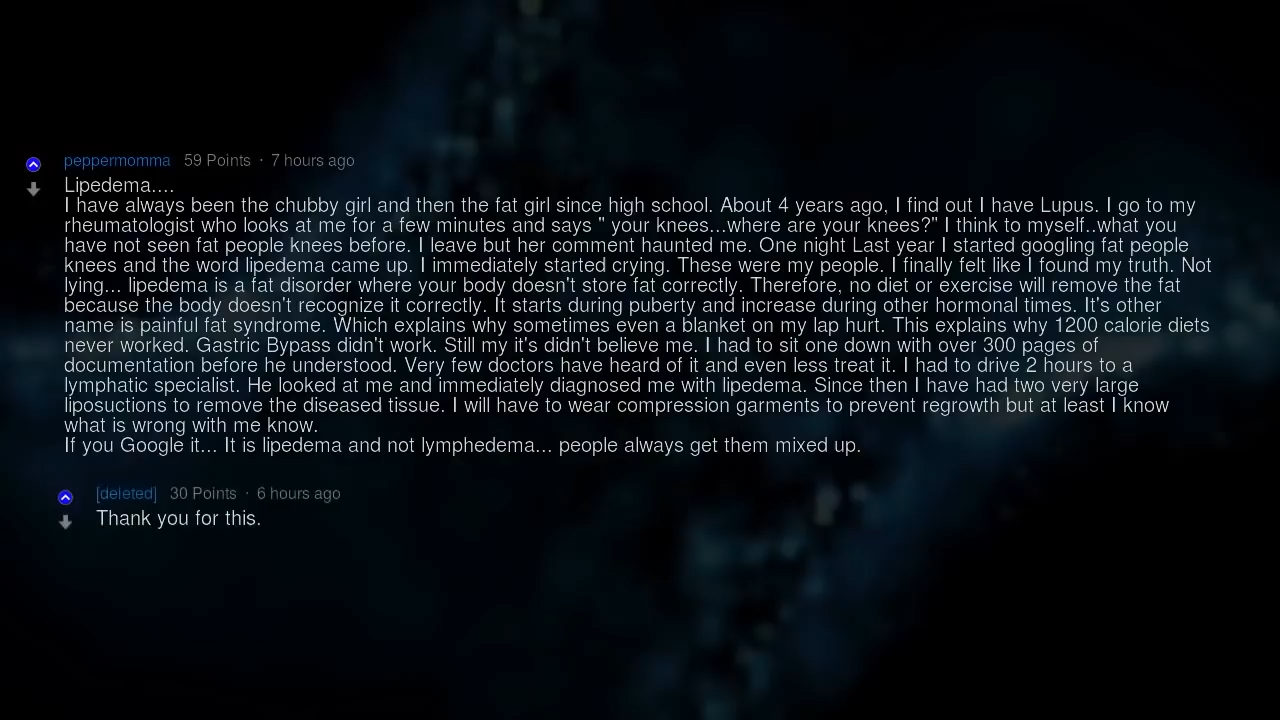 peppermomma 59 Points · 7 hours ago
Lipedema....
I have always been the chubby girl and then the fat girl since high school. About 4 years ago, I find out I have Lupus. I go to my
rheumatologist who looks at me for a few minutes and says " your knees...where are your knees?" I think to myself..what you
have not seen fat people knees before. I leave but her comment haunted me. One night Last year I started googling fat people
knees and the word lipedema came up. I immediately started crying. These were my people. I finally felt like I found my truth. Not
lying... lipedema is a fat disorder where your body doesn't store fat correctly. Therefore, no diet or exercise will remove the fat
because the body doesn't recognize it correctly. It starts during puberty and increase during other hormonal times. It's other
name is painful fat syndrome. Which explains why sometimes even a blanket on my lap hurt. This explains why 1200 calorie diets
never worked. Gastric Bypass didn't work. Still my it's didn't believe me. I had to sit one down with over 300 pages of
documentation before he understood. Very few doctors have heard of it and even less treat it. I had to drive 2 hours to a
lymphatic specialist. He looked at me and immediately diagnosed me with lipedema. Since then I have had two very large
liposuctions to remove the diseased tissue. I will have to wear compression garments to prevent regrowth but at least I know
what is wrong with me know.
If you Google it... It is lipedema and not lymphedema... people always get them mixed up.
[deleted] 30 Points · 6 hours ago
Thank you for this.